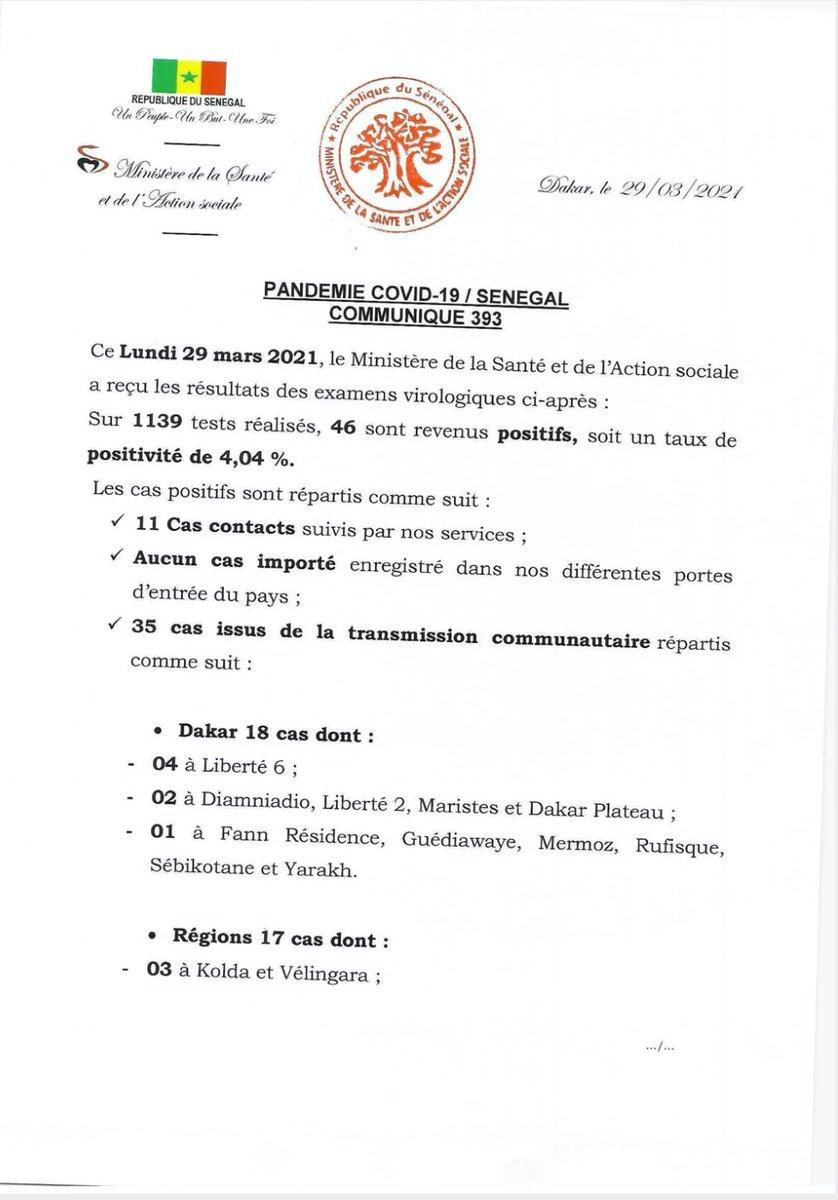 REPUBLIQUE DU SENEGAL
Un Peuple-Un But-Une Foi
Ministère de la Santé
et de l'Action sociale
★ République du Sénégal ★
MINISTÈRE DE LA SANTE ET DE L'ACTION SOCIALE
Dakar, le 29/03/2021
PANDEMIE COVID-19 / SENEGAL
COMMUNIQUE 393
Ce Lundi 29 mars 2021, le Ministère de la Santé et de l'Action sociale
a reçu les résultats des examens virologiques ci-après :
Sur 1139 tests réalisés, 46 sont revenus positifs, soit un taux de
positivité de 4,04 %.
Les cas positifs sont répartis comme suit :
✓ 11 Cas contacts suivis par nos services ;
✓ Aucun cas importé enregistré dans nos différentes portes
d'entrée du pays ;
✓ 35 cas issus de la transmission communautaire répartis
comme suit :
• Dakar 18 cas dont :
- 04 à Liberté 6 ;
- 02 à Diamniadio, Liberté 2, Maristes et Dakar Plateau ;
- 01 à Fann Résidence, Guédiawaye, Mermoz, Rufisque,
Sébikotane et Yarakh.
• Régions 17 cas dont :
- 03 à Kolda et Vélingara ;
.../...